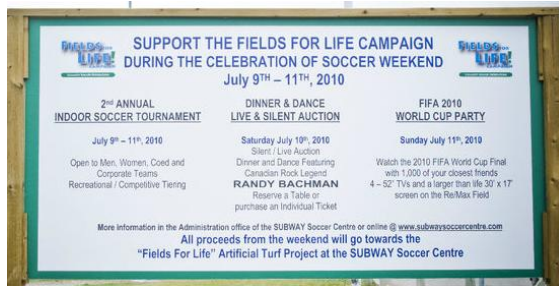 FIELDS...
LIFE!
SUPPORT THE FIELDS FOR LIFE CAMPAIGN
DURING THE CELEBRATION OF SOCCER WEEKEND
July 9TH – 11TH, 2010
FIELDS...
LIFE!
2nd ANNUAL
INDOOR SOCCER TOURNAMENT
July 9th – 11th, 2010
Open to Men, Women, Coed and
Corporate Teams
Recreational / Competitive Tiering
DINNER & DANCE
LIVE & SILENT AUCTION
Saturday July 10th, 2010
Silent / Live Auction
Dinner and Dance Featuring
Canadian Rock Legend
RANDY BACHMAN
Reserve a Table or
purchase an Individual Ticket
FIFA 2010
WORLD CUP PARTY
Sunday July 11th, 2010
Watch the 2010 FIFA World Cup Final
with 1,000 of your closest friends
4 – 52' TVs and a larger than life 30' x 17'
screen on the Re/Max Field
More information in the Administration office of the SUBWAY Soccer Centre or online @ www.subwaysoccercentre.com
All proceeds from the weekend will go towards the
"Fields For Life" Artificial Turf Project at the SUBWAY Soccer Centre